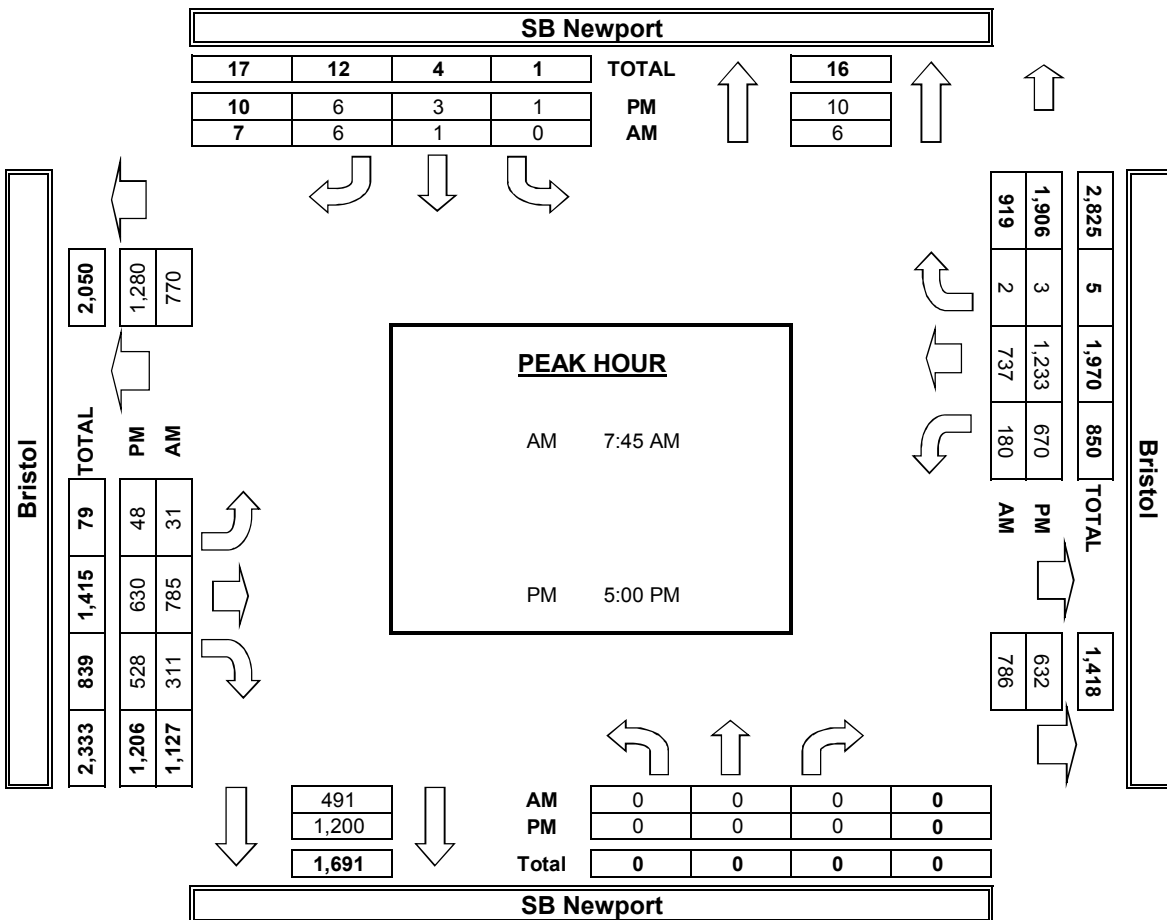 SB Newport
17 12 4 1 TOTAL 16
10 6 3 1 PM 10
7 6 1 0 AM 6
Bristol
2,050 1,280 770
TOTAL PM AM
79 48 31
1,415 630 785
839 528 311
2,333 1,206 1,127
PEAK HOUR
AM 7:45 AM
PM 5:00 PM
919 1,906 2,825
2 3 5
737 1,233 1,970
180 670 850
AM PM TOTAL
786 632 1,418
Bristol
491 AM 0 0 0 0
1,200 PM 0 0 0 0
1,691 Total 0 0 0 0
SB Newport